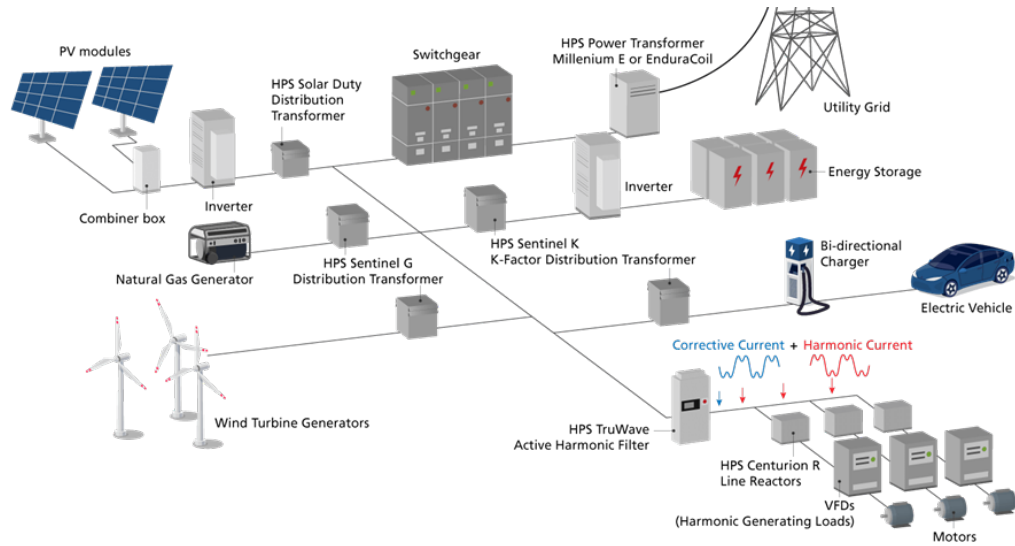 PV modules
HPS Solar Duty
Distribution
Transformer
Switchgear
HPS Power Transformer
Millenium E or EnduraCoil
Utility Grid
Combiner box
Inverter
Inverter
Energy Storage
Natural Gas Generator
HPS Sentinel G
Distribution Transformer
HPS Sentinel K
K-Factor Distribution Transformer
Bi-directional
Charger
Electric Vehicle
Wind Turbine Generators
Corrective Current + Harmonic Current
HPS TruWave
Active Harmonic Filter
HPS Centurion R
Line Reactors
VFDs
(Harmonic Generating Loads)
Motors